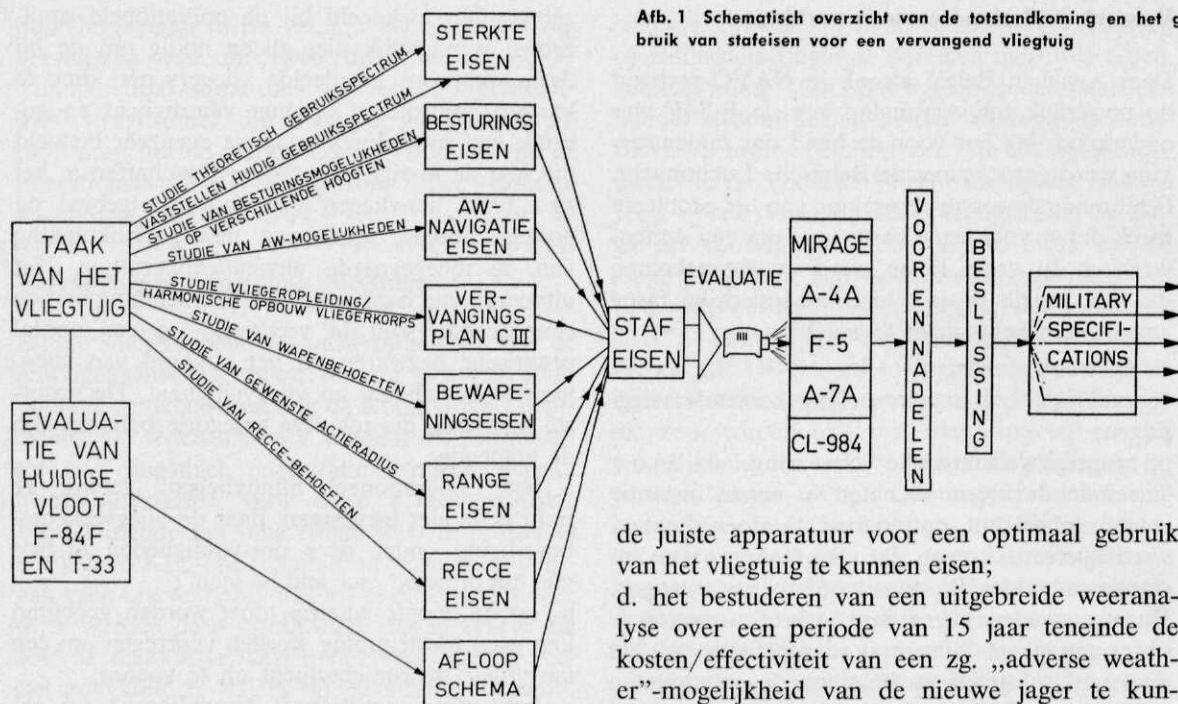 Afb. 1 Schematisch overzicht van de totstandkoming en het g
bruik van stafeisen voor een vervangend vliegtuig
TAAK
VAN HET
VLIEGTUIG
EVALUA-
TIE VAN
HUIDIGE
VLOOT
F-84F
EN T-33
STUDIE THEORETISCH GEBRUIKSSPECTRUM
VASTSTELLEN HUIDIG GEBRUIKSSPECTRUM
STUDIE VAN BESTURINGSMOGELIJKHEDEN
OP VERSCHILLENDE HOOGTEN
STUDIE VAN AW-MOGELIJKHEDEN
STUDIE VLIEGEROPLEIDING/
HARMONISCHE OPBOUW VLIEGERKORPS
STUDIE VAN WAPENBEHOEFTEN
STUDIE VAN GEWENSTE ACTIERADIUS
STUDIE VAN RECCE-BEHOEFTEN
STERKTE
EISEN
BESTURINGS
EISEN
AW-
NAVIGATIE
EISEN
VER-
VANGINGS
PLAN C III
BEWAPE-
NINSEISEN
RANGE
EISEN
RECCE
EISEN
AFLOOP
SCHEMA
STAF
EISEN
EVALUATIE
MIRAGE
A-4A
F-5
A-7A
CL-984
VOOR EN NADELEN
BESLISSING
MILITARY
SPECIFI-
CATIONS
de juiste apparatuur voor een optimaal gebruik
van het vliegtuig te kunnen eisen;
d. het bestuderen van een uitgebreide weerana-
lyse over een periode van 15 jaar teneinde de
kosten/effectiviteit van een zg. „adverse weath-
er”-mogelijkheid van de nieuwe jager te kun-